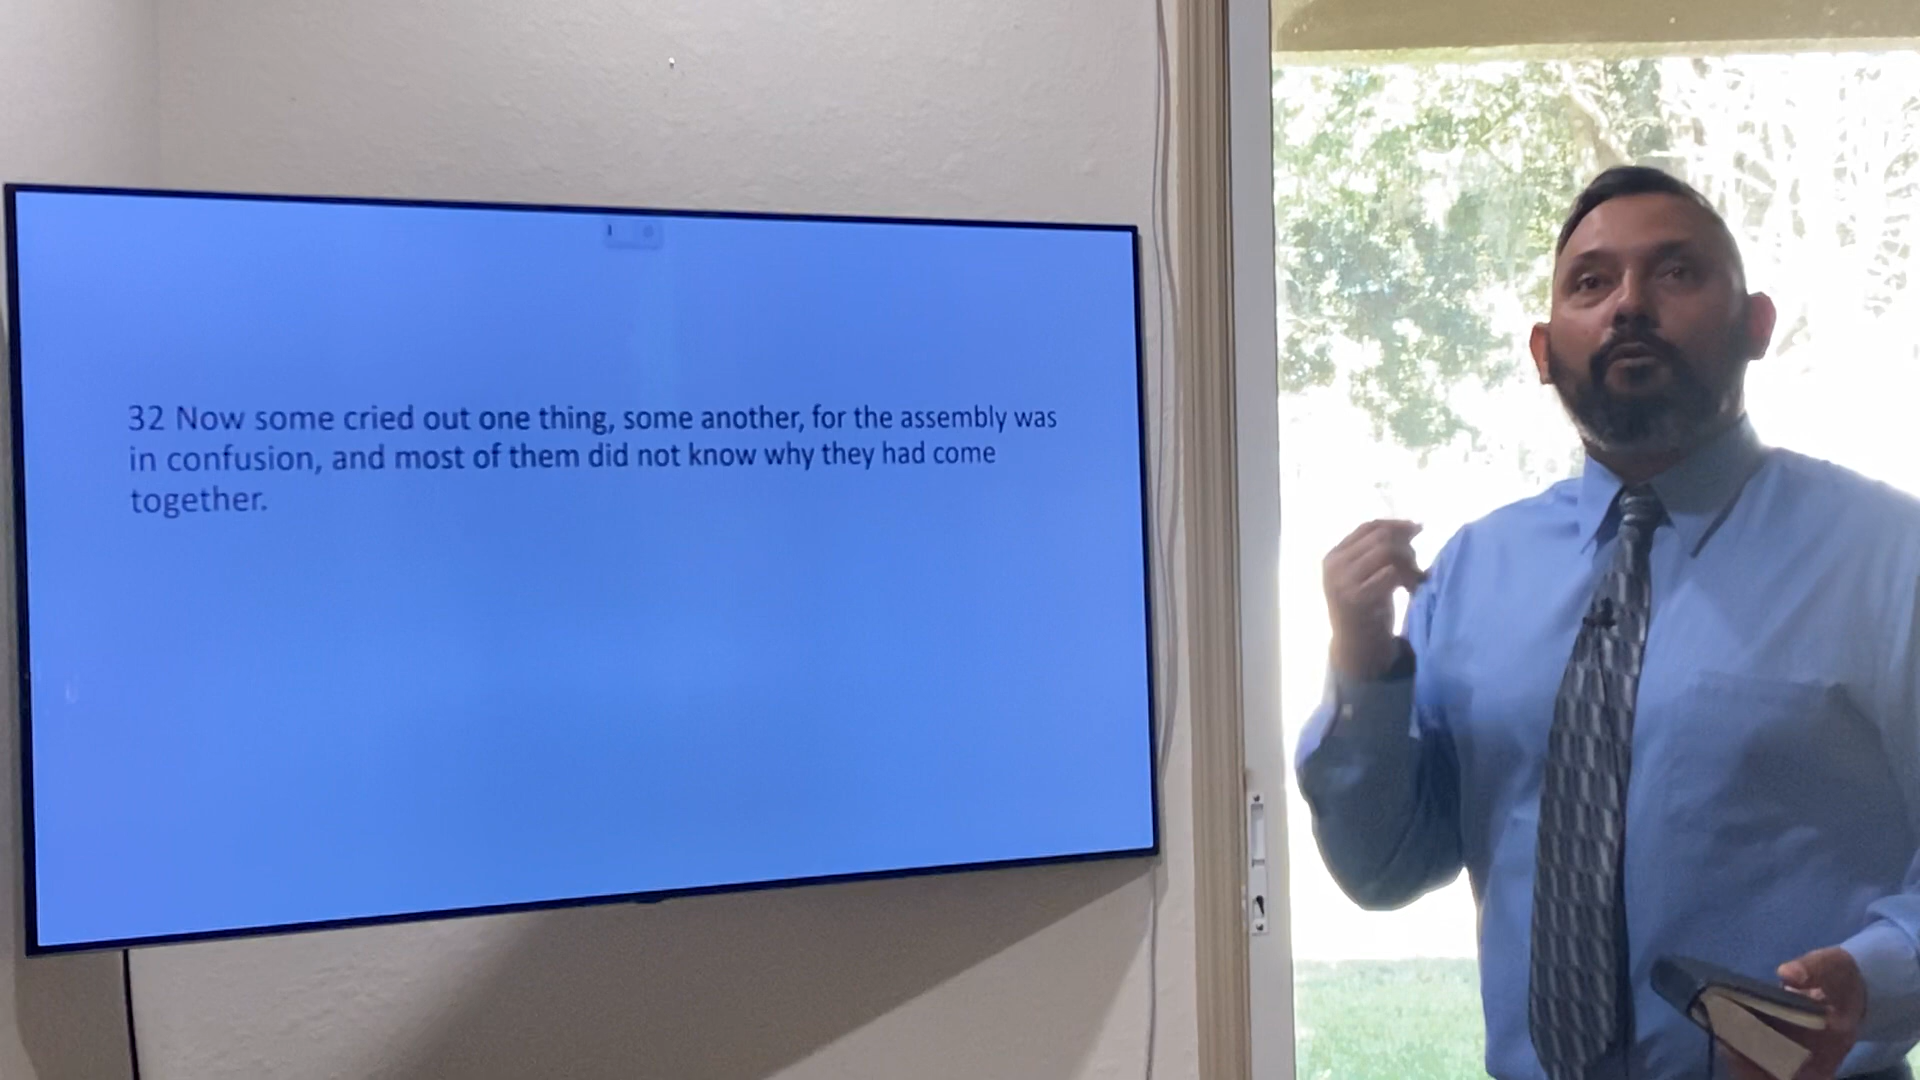 32 Now some cried out one thing, some another, for the assembly was
in confusion, and most of them did not know why they had come
together.